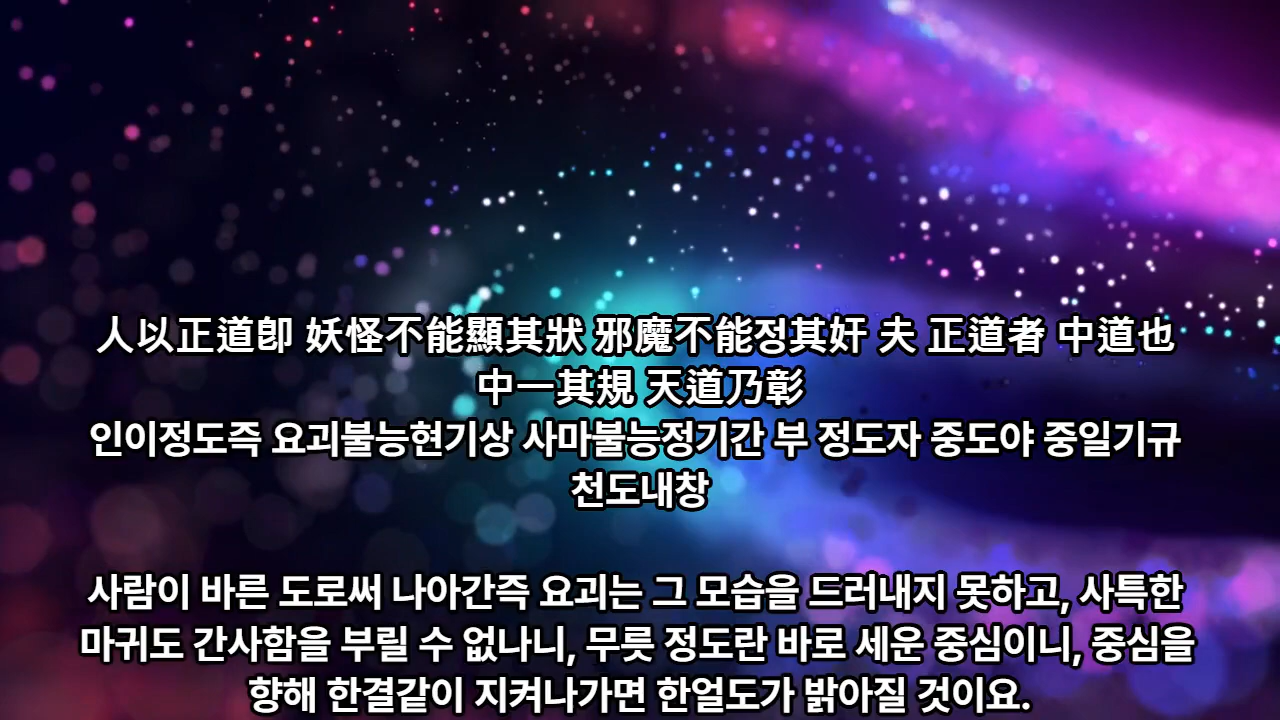 人以正道卽 妖怪不能顯其狀 邪魔不能정其奸 夫 正道者 中道也
中一其規 天道乃彰
인이정도즉 요괴불능현기상 사마불능정기간 부 정도자 중도야 중일기규
천도내창
사람이 바른 도로써 나아간즉 요괴는 그 모습을 드러내지 못하고, 사특한
마귀도 간사함을 부릴 수 없나니, 무릇 정도란 바로 세운 중심이니, 중심을
향해 한결같이 지켜나가면 한얼도가 밝아질 것이요.